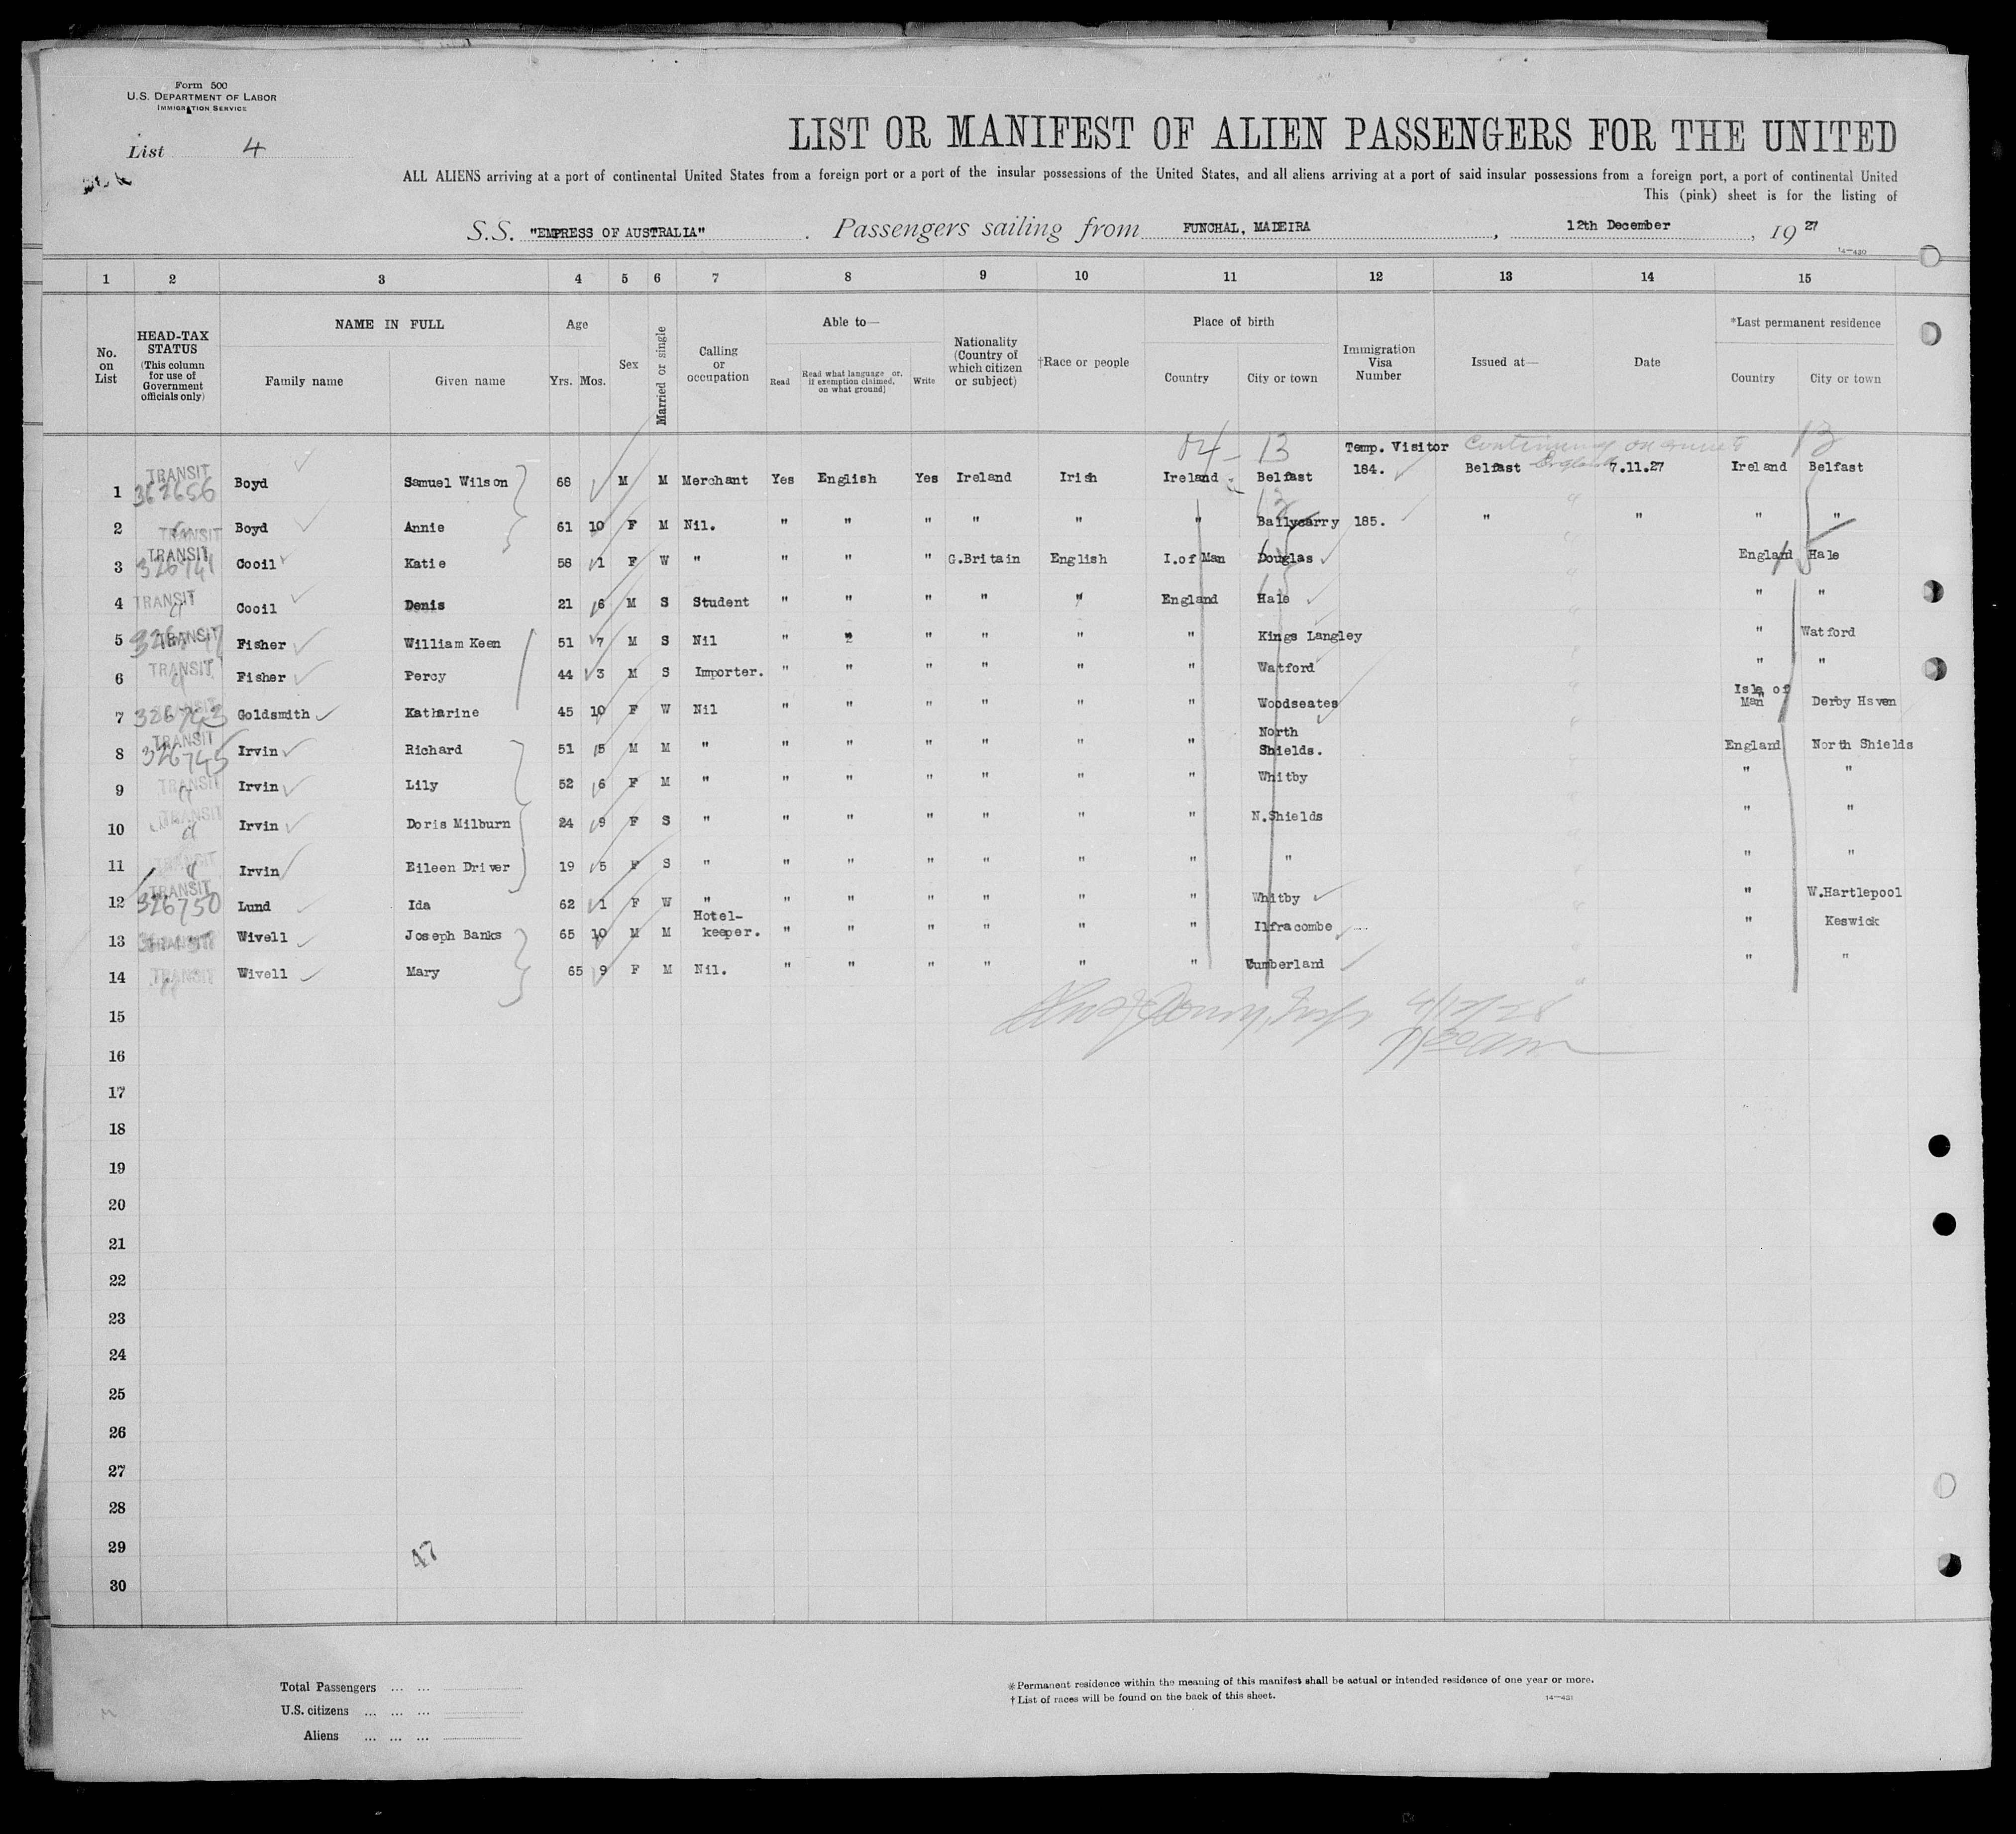 Form 500
U.S. DEPARTMENT OF LABOR
IMMIGRATION SERVICE
List 4
LIST OR MANIFEST OF ALIEN PASSENGERS FOR THE UNITED
ALL ALIENS arriving at a port of continental United States from a foreign port or a port of the insular possessions of the United States, and all aliens arriving at a port of said insular possessions from a foreign port, a port of continental United
This (pink) sheet is for the listing of
S.S. "EMPRESS OF AUSTRALIA" . Passengers sailing from FUNCHAL, MADEIRA , 12th December , 19 27
14—430
1 2 3 4 5 6 7 8 9 10 11 12 13 14 15
No. on List
HEAD-TAX STATUS (This column for use of Government officials only)
NAME IN FULL
Family name Given name
Age
Yrs. Mos.
Sex
Married or single
Calling or occupation
Able to—
Read
Read what language or, if exemption claimed, on what ground]
Write
Nationality (Country of which citizen or subject)
†Race or people
Place of birth
Country City or town
Immigration Visa Number
Issued at—
Date
*Last permanent residence
Country City or town
04 - 13 Temp. Visitor 13
1 TRANSIT 362656 Boyd Samuel Wilson 68 M M Merchant Yes English Yes Ireland Irish Ireland Belfast 184. Belfast England 7.11.27 Ireland Belfast
2 TRANSIT Boyd Annie 61 10 F M Nil. " " " " " " Ballycarry 185. " " " "
3 TRANSIT 326741 Cooil Katie 58 1 F W " " " " G.Britain English I.of Man Douglas England Hale
4 TRANSIT Cooil Denis 21 6 M S Student " " " " " England Hale " "
5 TRANSIT Fisher William Keen 51 7 M S Nil " " " " " " Kings Langley " Watford
6 TRANSIT Fisher Percy 44 3 M S Importer. " " " " " " Watford " "
7 326743 Goldsmith Katharine 45 10 F W Nil " " " " " " Woodseates Isle of Man Derby Haven
8 TRANSIT 326745 Irvin Richard 51 5 M M " " " " " " " North Shields. England North Shields
9 TRANSIT Irvin Lily 52 6 F M " " " " " " " Whitby " "
10 TRANSIT Irvin Doris Milburn 24 9 F S " " " " " " " N.Shields " "
11 TRANSIT Irvin Eileen Driver 19 5 F S " " " " " " " " " "
12 TRANSIT 326750 Lund Ida 62 1 F W " " " " " " " Whitby " W.Hartlepool
13 TRANSIT Wivell Joseph Banks 65 10 M M Hotel-keeper. " " " " " " Ilfracombe " Keswick
14 TRANSIT Wivell Mary 65 9 F M Nil. " " " " " " Cumberland " "
15
16
17
18
19
20
21
22
23
24
25
26
27
28
29
47
30
Total Passengers ... ...
U.S. citizens ... ... ...
Aliens ... ... ...
*Permanent residence within the meaning of this manifest shall be actual or intended residence of one year or more.
†List of races will be found on the back of this sheet.
14—431